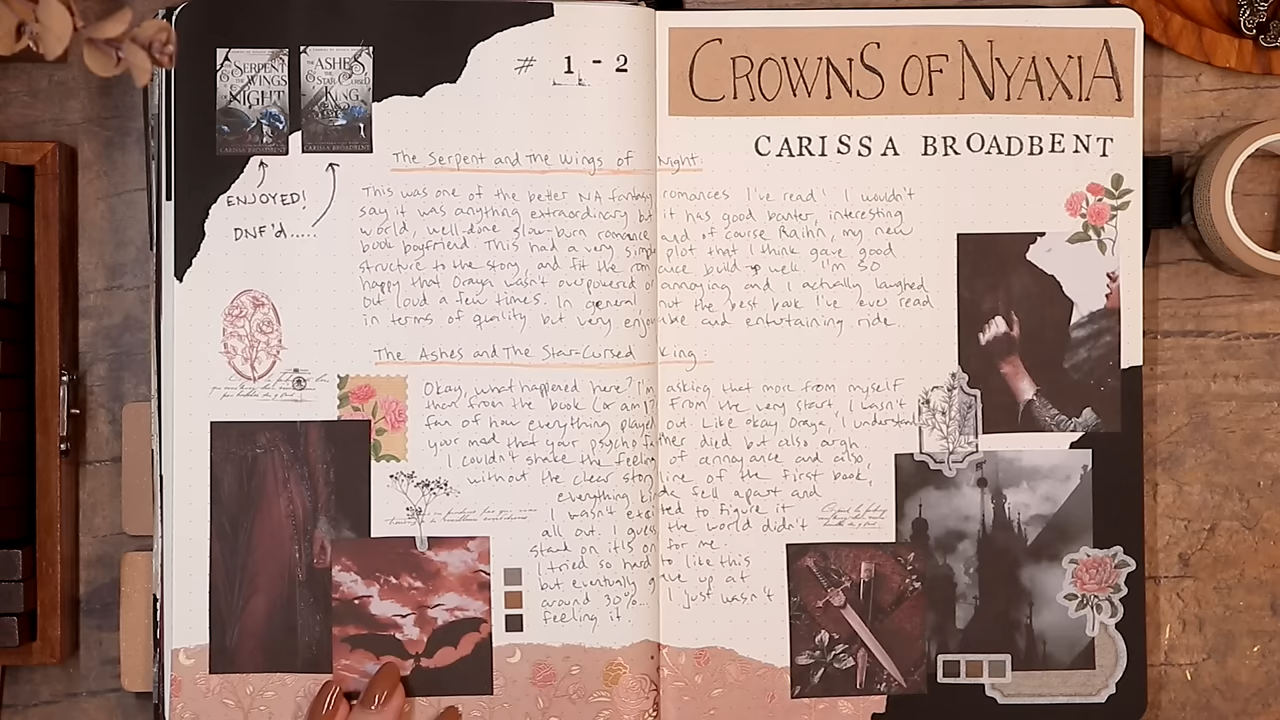 THE SERPENT & THE WINGS OF NIGHT
CARISSA BROADBENT
THE ASHES & THE STAR-CURSED KING
CARISSA BROADBENT
# 1 - 2
CROWNS OF NYAXIA
CARISSA BROADBENT
ENJOYED!
DNF'd.....
The Serpent and The Wings of Night:
This was one of the better NA fantasy romances I've read! I wouldn't
say it was anything extraordinary but it has good banter, interesting
world, well-done slow-burn romance and of course Raihn, my new
book boyfriend. This had a very simple plot that I think gave good
structure to the story, and fit the romance build-up well. I'm SO
happy that Oraya wasn't overpowered or annoying and I actually laughed
out loud a few times. In general, not the best book I've ever read
in terms of quality but very enjoyable and entertaining ride.
The Ashes and The Star-Cursed King:
Okay, what happened here? I'm asking that more from myself
than from the book (or am I? From the very start, I wasn't
fan of how everything played out. Like okay Oraya, I understand
your mad that your psycho father died but also argh.
I couldn't shake the feeling of annoyance and also,
without the clear story line of the first book,
everything kinda fell apart and
I wasn't excited to figure it
all out. I guess the world didn't
stand on it's own for me.
I tried so hard to like this
but eventually gave up at
around 30%... I just wasn't
feeling it.